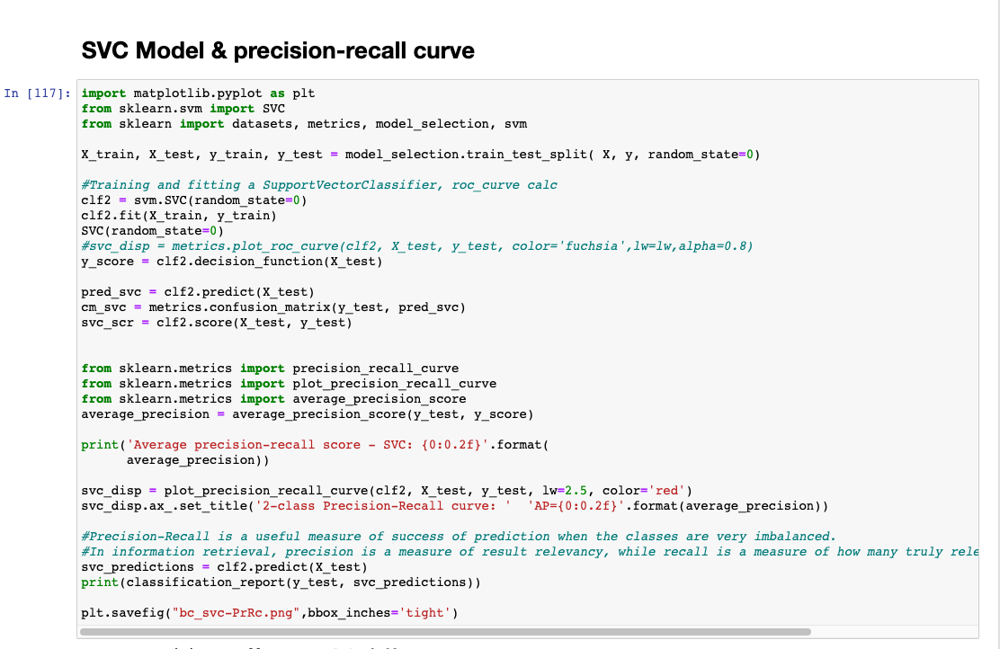 SVC Model & precision-recall curve
In [117]:
import matplotlib.pyplot as plt
from sklearn.svm import SVC
from sklearn import datasets, metrics, model_selection, svm
X_train, X_test, y_train, y_test = model_selection.train_test_split( X, y, random_state=0)
#Training and fitting a SupportVectorClassifier, roc_curve calc
clf2 = svm.SVC(random_state=0)
clf2.fit(X_train, y_train)
SVC(random_state=0)
#svc_disp = metrics.plot_roc_curve(clf2, X_test, y_test, color='fuchsia',lw=lw,alpha=0.8)
y_score = clf2.decision_function(X_test)
pred_svc = clf2.predict(X_test)
cm_svc = metrics.confusion_matrix(y_test, pred_svc)
svc_scr = clf2.score(X_test, y_test)
from sklearn.metrics import precision_recall_curve
from sklearn.metrics import plot_precision_recall_curve
from sklearn.metrics import average_precision_score
average_precision = average_precision_score(y_test, y_score)
print('Average precision-recall score - SVC: {0:0.2f}'.format(
      average_precision))
svc_disp = plot_precision_recall_curve(clf2, X_test, y_test, lw=2.5, color='red')
svc_disp.ax_.set_title('2-class Precision-Recall curve: '  'AP={0:0.2f}'.format(average_precision))
#Precision-Recall is a useful measure of success of prediction when the classes are very imbalanced.
#In information retrieval, precision is a measure of result relevancy, while recall is a measure of how many truly rele
svc_predictions = clf2.predict(X_test)
print(classification_report(y_test, svc_predictions))
plt.savefig("bc_svc-PrRc.png",bbox_inches='tight')